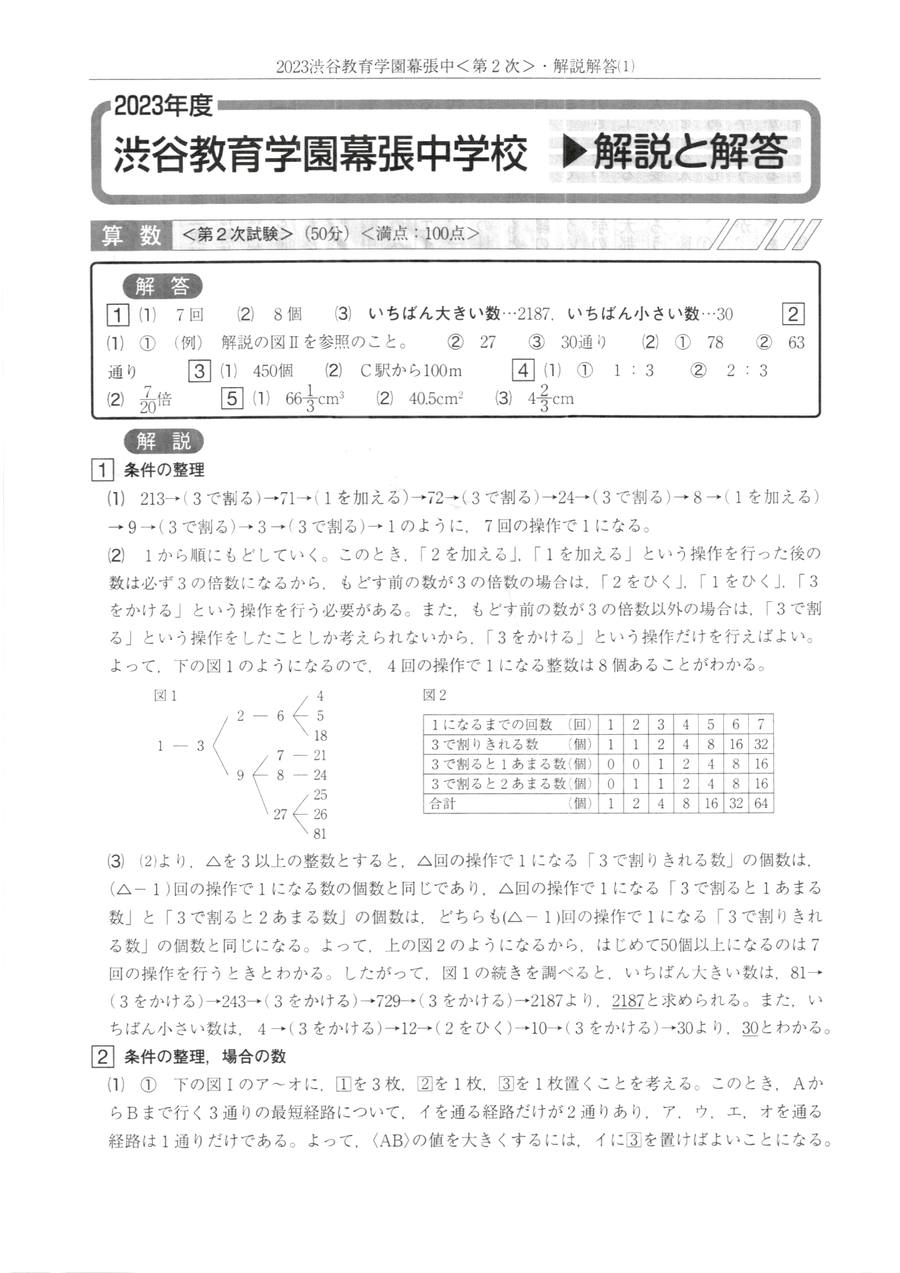 2023渋谷教育学園幕張中＜第２次＞・解説解答⑴
2023年度
渋谷教育学園幕張中学校 ▶解説と解答
算数 ＜第２次試験＞（50分）＜満点：100点＞
解答
1 ⑴ 7回 ⑵ 8個 ⑶ いちばん大きい数…2187，いちばん小さい数…30 2
⑴ ① （例） 解説の図Ⅱを参照のこと。 ② 27 ③ 30通り ⑵ ① 78 ② 63
通り 3 ⑴ 450個 ⑵ Ｃ駅から100m 4 ⑴ ① 1：3 ② 2：3
⑵ 7/20倍 5 ⑴ 66 1/3cm³ ⑵ 40.5cm² ⑶ 4 2/3cm
解説
1 条件の整理
⑴ 213→(３で割る)→71→(１を加える)→72→(３で割る)→24→(３で割る)→８→(１を加える)
→９→(３で割る)→３→(３で割る)→１のように，７回の操作で１になる。
⑵ １から順にもどしていく。このとき，「２を加える」，「１を加える」という操作を行った後の
数は必ず３の倍数になるから，もどす前の数が３の倍数の場合は，「２をひく」，「１をひく」，「３
をかける」という操作を行う必要がある。また，もどす前の数が３の倍数以外の場合は，「３で割
る」という操作をしたことしか考えられないから，「３をかける」という操作だけを行えばよい。
よって，下の図１のようになるので，４回の操作で１になる整数は８個あることがわかる。
図１
1 － 3
2 － 6
4
5
18
9
7 － 21
8 － 24
27
25
26
81
図２
１になるまでの回数 (回) 1 2 3 4 5 6 7
３で割りきれる数 (個) 1 1 2 4 8 16 32
３で割ると１あまる数(個) 0 0 1 2 4 8 16
３で割ると２あまる数(個) 0 1 1 2 4 8 16
合計 (個) 1 2 4 8 16 32 64
⑶ ⑵より，△を３以上の整数とすると，△回の操作で１になる「３で割りきれる数」の個数は，
(△－１)回の操作で１になる数の個数と同じであり，△回の操作で１になる「３で割ると１あまる
数」と「３で割ると２あまる数」の個数は，どちらも(△－１)回の操作で１になる「３で割りきれ
る数」の個数と同じになる。よって，上の図２のようになるから，はじめて50個以上になるのは７
回の操作を行うときとわかる。したがって，図１の続きを調べると，いちばん大きい数は，81→
(３をかける)→243→(３をかける)→729→(３をかける)→2187より，2187と求められる。また，い
ちばん小さい数は，４→(３をかける)→12→(２をひく)→10→(３をかける)→30より，30とわかる。
2 条件の整理，場合の数
⑴ ① 下の図Ⅰのア～オに，1を３枚，2を１枚，3を１枚置くことを考える。このとき，Ａか
らＢまで行く３通りの最短経路について，イを通る経路だけが２通りあり，ア，ウ，エ，オを通る
経路は１通りだけである。よって，〈AB〉の値を大きくするには，イに3を置けばよいことになる。